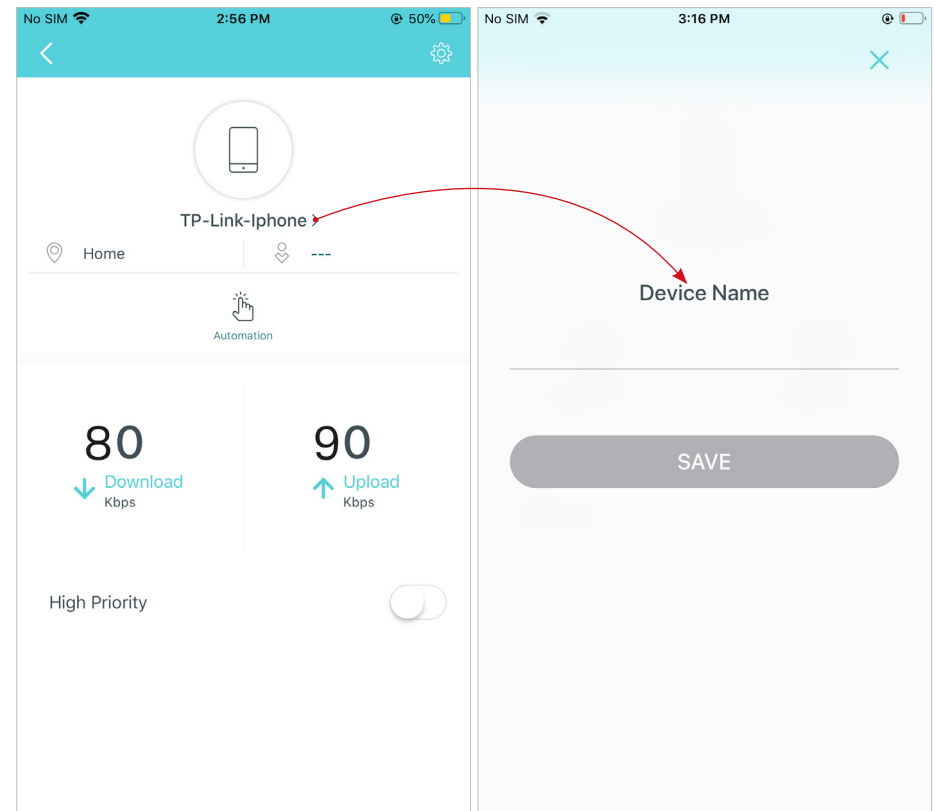 No SIM 2:56 PM 50%
TP-Link-Iphone >
Home ---
Automation
80
Download
Kbps
90
Upload
Kbps
High Priority
No SIM 3:16 PM
Device Name
SAVE